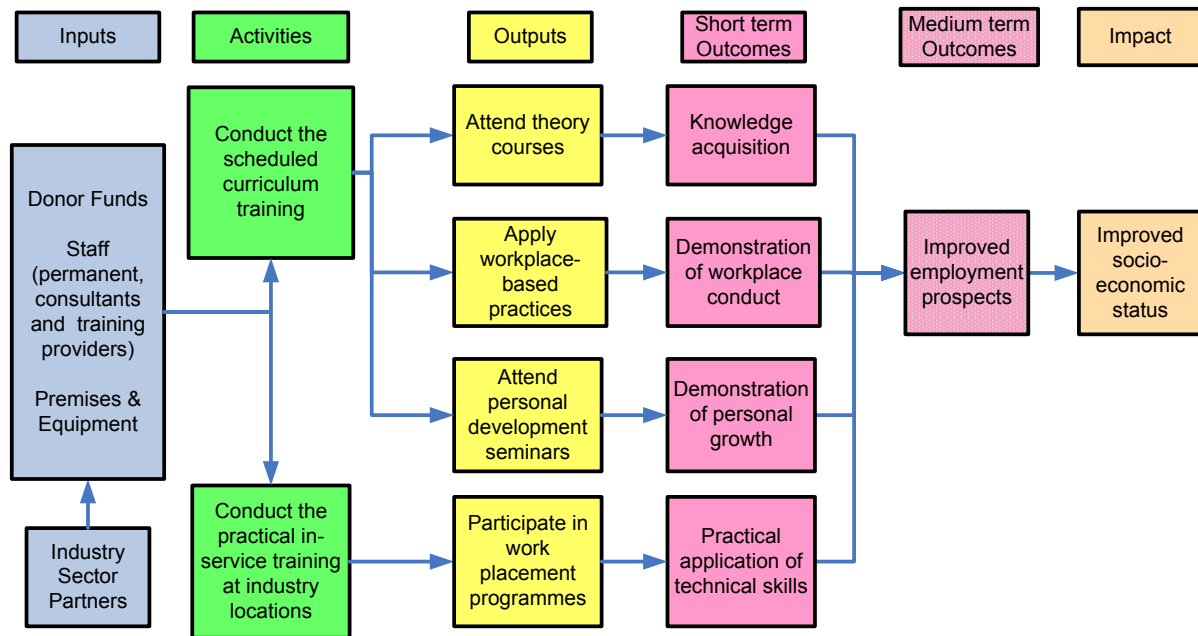 Inputs
Activities
Outputs
Short term
Outcomes
Medium term
Outcomes
Impact
Donor Funds
Staff
(permanent,
consultants
and training
providers)
Premises &
Equipment
Industry
Sector
Partners
Conduct the
scheduled
curriculum
training
Conduct the
practical in-
service training
at industry
locations
Attend theory
courses
Apply
workplace-
based
practices
Attend
personal
development
seminars
Participate in
work
placement
programmes
Knowledge
acquisition
Demonstration
of workplace
conduct
Demonstration
of personal
growth
Practical
application of
technical skills
Improved
employment
prospects
Improved
socio-
economic
status